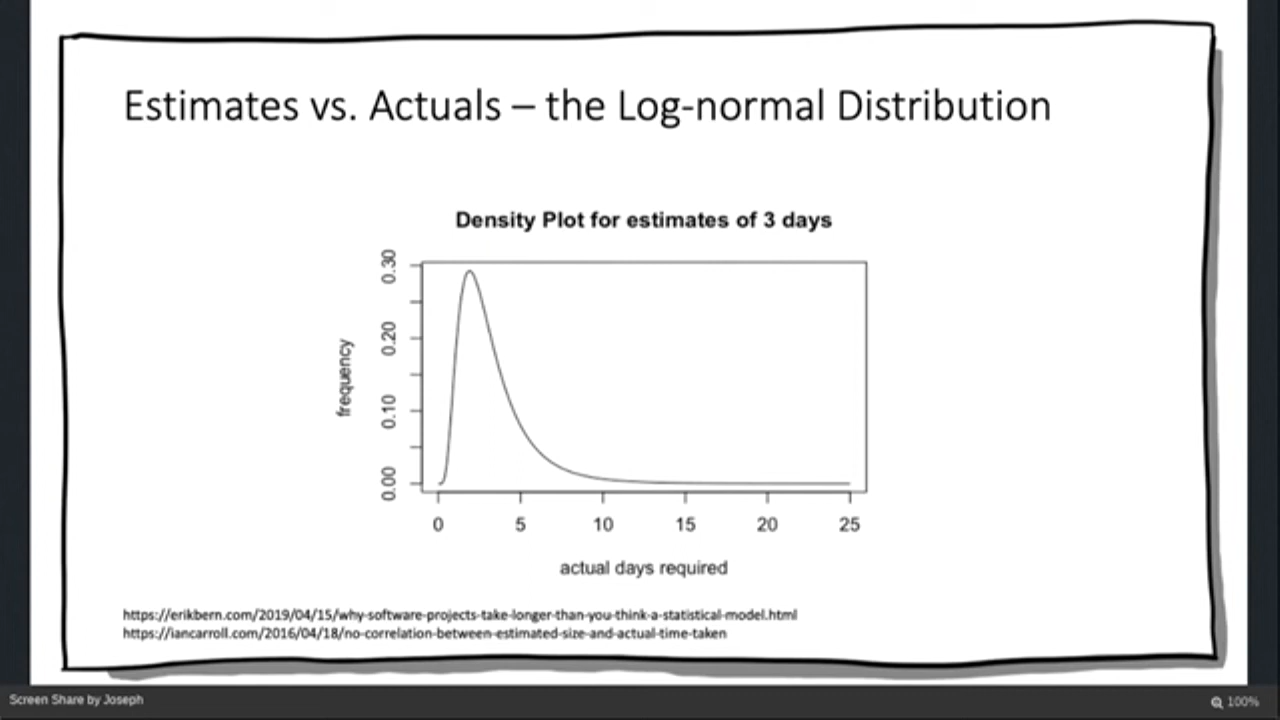 Estimates vs. Actuals – the Log-normal Distribution
Density Plot for estimates of 3 days
frequency
0.30
0.20
0.10
0.00
0 5 10 15 20 25
actual days required
https://erikbern.com/2019/04/15/why-software-projects-take-longer-than-you-think-a-statistical-model.html
https://iancarroll.com/2016/04/18/no-correlation-between-estimated-size-and-actual-time-taken
Screen Share by Joseph
100%